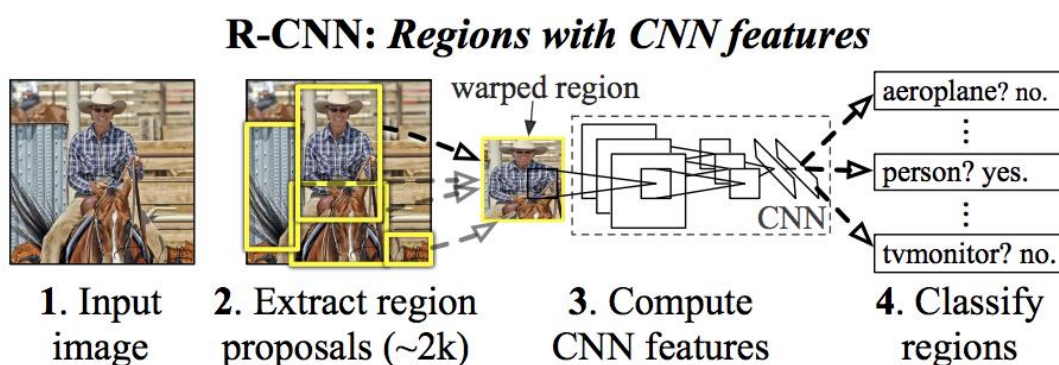 R-CNN: Regions with CNN features
warped region
aeroplane? no.
⋮
person? yes.
⋮
tvmonitor? no.
CNN
1. Input
image
2. Extract region
proposals (~2k)
3. Compute
CNN features
4. Classify
regions